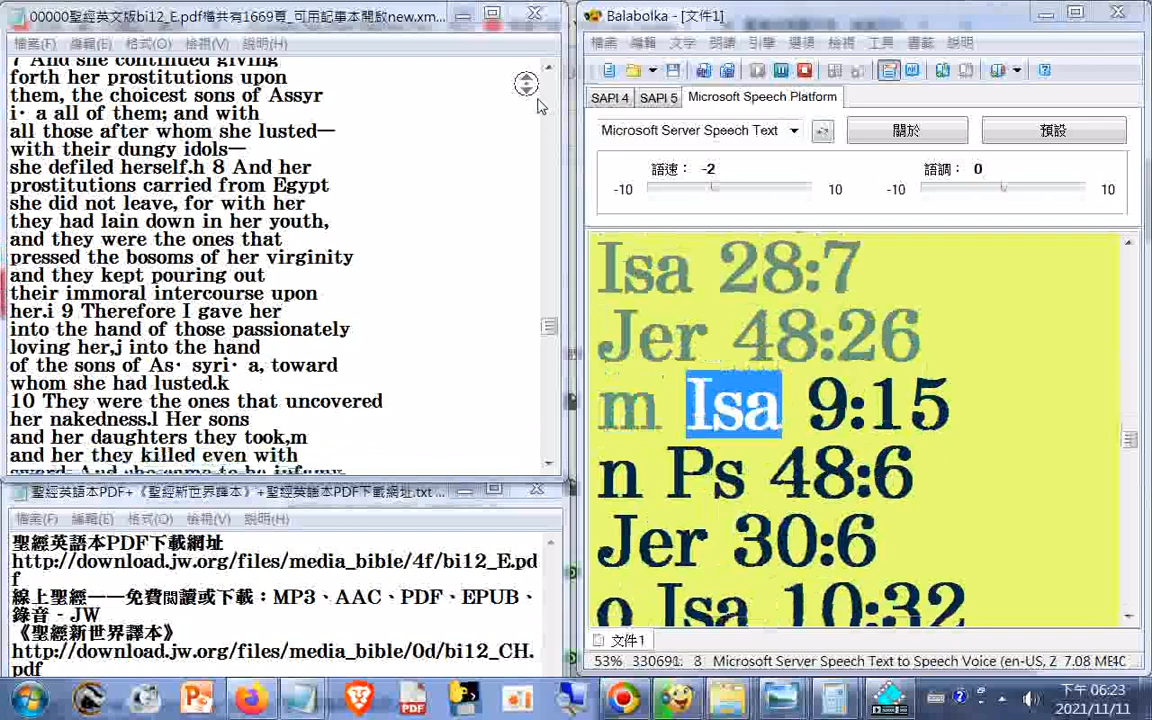 00000聖經英文版bi12_E.pdf檔共有1669頁_可用記事本開啟new.xm...
檔案(F) 編輯(E) 格式(O) 檢視(V) 說明(H)
7 And she continued giving
forth her prostitutions upon
them, the choicest sons of Assyr
i· a all of them; and with
all those after whom she lusted—
with their dungy idols—
she defiled herself.h 8 And her
prostitutions carried from Egypt
she did not leave, for with her
they had lain down in her youth,
and they were the ones that
pressed the bosoms of her virginity
and they kept pouring out
their immoral intercourse upon
her.i 9 Therefore I gave her
into the hand of those passionately
loving her,j into the hand
of the sons of As· syri· a, toward
whom she had lusted.k
10 They were the ones that uncovered
her nakedness.l Her sons
and her daughters they took,m
and her they killed even with
sword. And she came to be infamy
聖經英語本PDF+《聖經新世界譯本》+聖經英語本PDF下載網址.txt ...
檔案(F) 編輯(E) 格式(O) 檢視(V) 說明(H)
聖經英語本PDF下載網址
http://download.jw.org/files/media_bible/4f/bi12_E.pd
f
線上聖經——免費閱讀或下載：MP3、AAC、PDF、EPUB、
錄音 - JW
《聖經新世界譯本》
http://download.jw.org/files/media_bible/0d/bi12_CH.
pdf
Balabolka - [文件1]
檔案 編輯 文字 朗讀 引擎 選項 檢視 工具 書籤 說明
SAPI 4 SAPI 5 Microsoft Speech Platform
Microsoft Server Speech Text 關於 預設
語速： -2 語調： 0
-10 10 -10 10
Isa 28:7
Jer 48:26
m Isa 9:15
n Ps 48:6
Jer 30:6
o Isa 10:32
文件1
53% 330691: 8 Microsoft Server Speech Text to Speech Voice (en-US, Z 7.08 ME
PDF
下午 06:23
2021/11/11